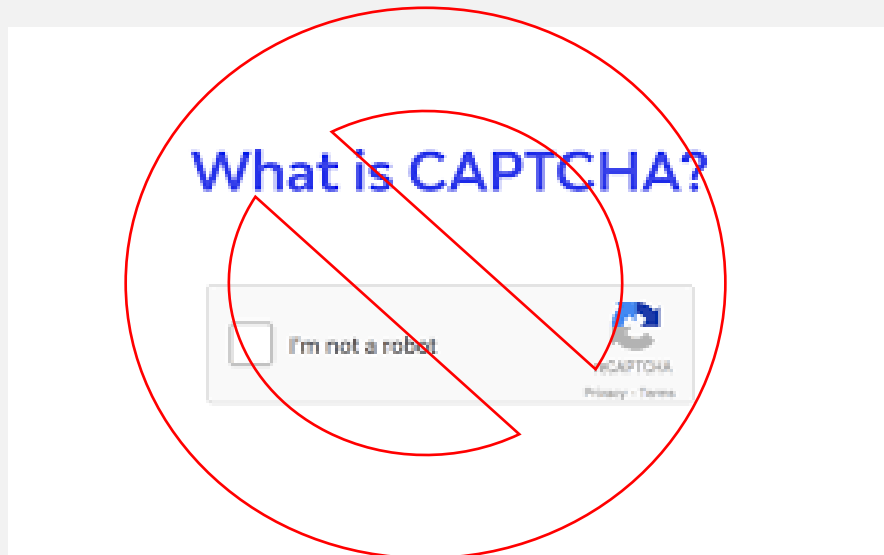 What is CAPTCHA?
I'm not a robot
reCAPTCHA
Privacy - Terms